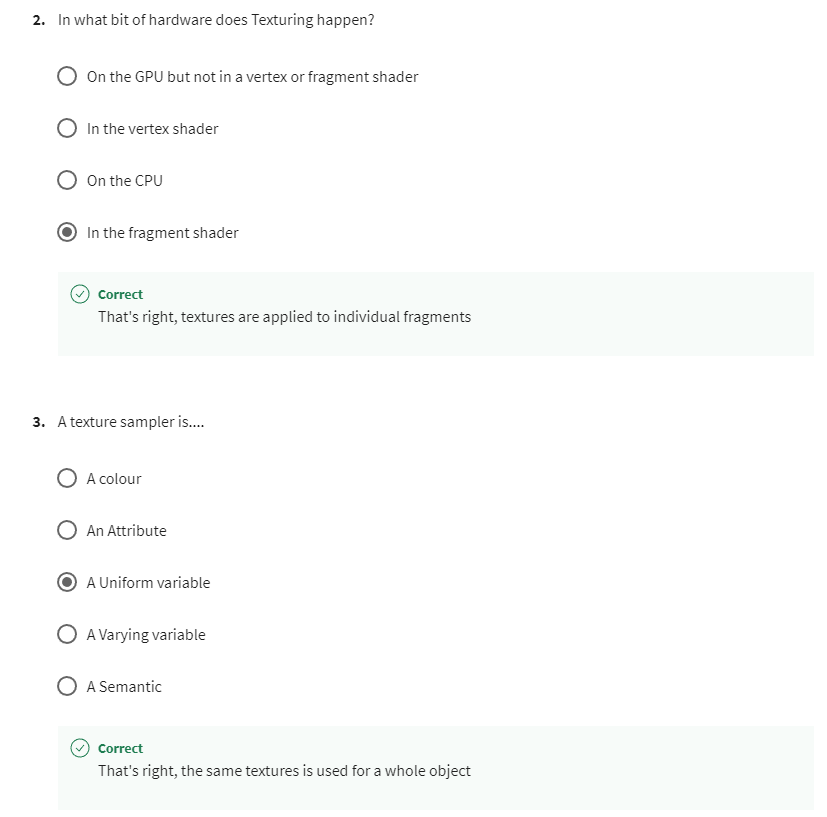 2. In what bit of hardware does Texturing happen?
On the GPU but not in a vertex or fragment shader
In the vertex shader
On the CPU
In the fragment shader
Correct
That's right, textures are applied to individual fragments
3. A texture sampler is....
A colour
An Attribute
A Uniform variable
A Varying variable
A Semantic
Correct
That's right, the same textures is used for a whole object